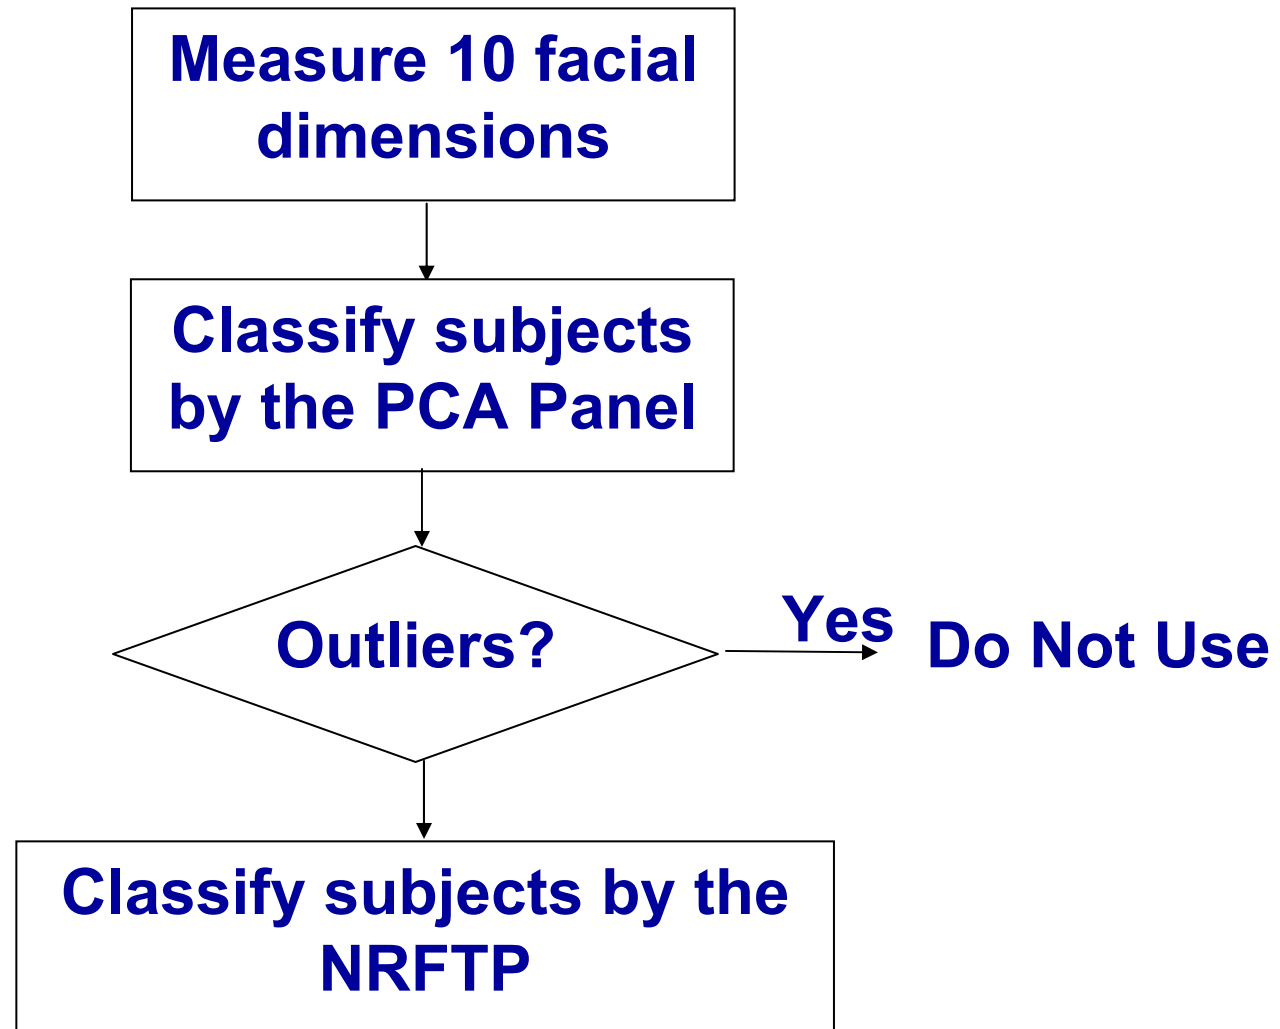 Measure 10 facial
dimensions
Classify subjects
by the PCA Panel
Outliers?
Yes
Do Not Use
Classify subjects by the
NRFTP